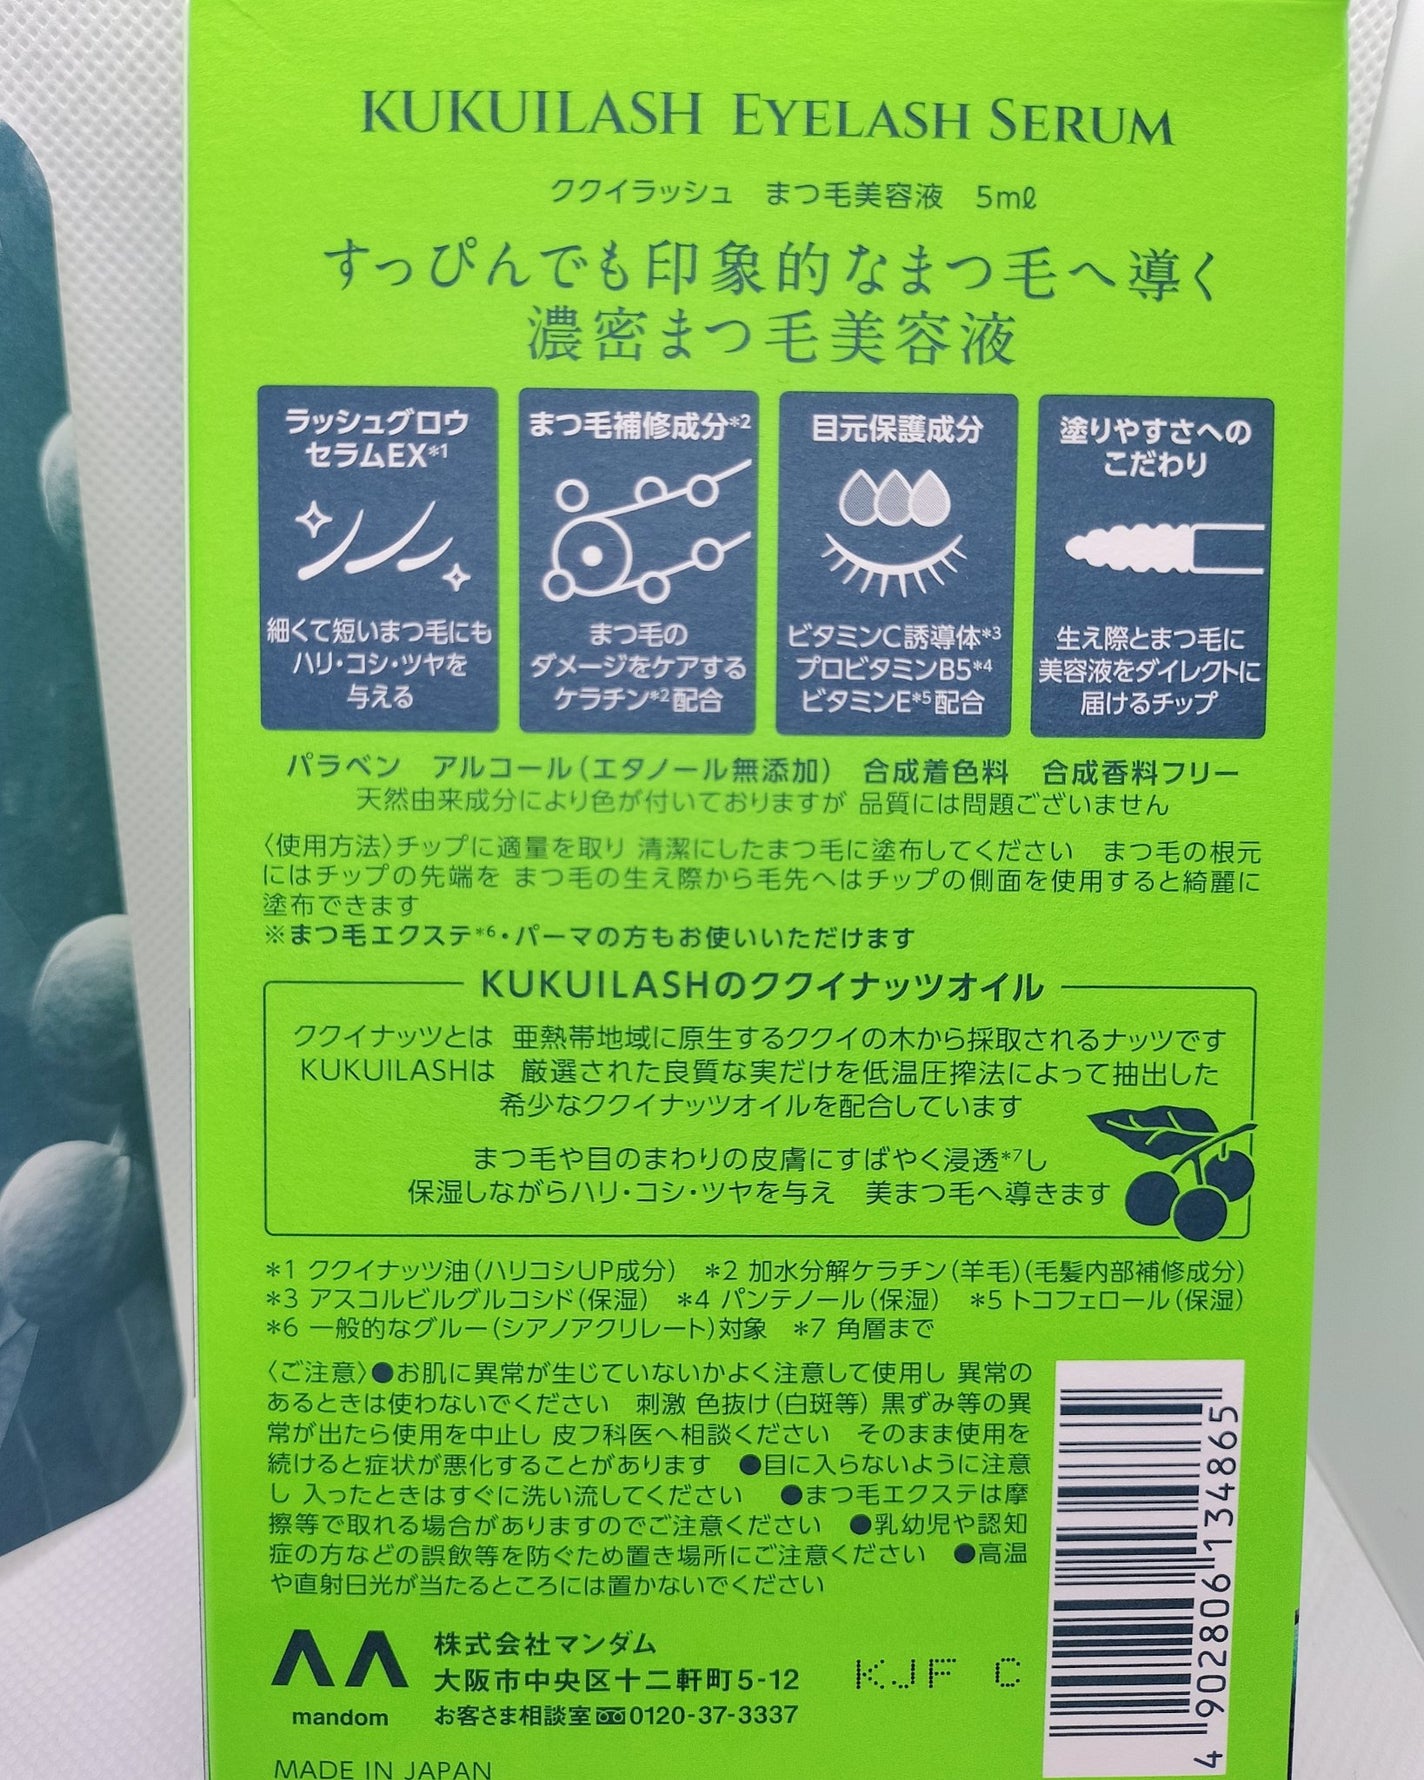 KUKUILASH EYELASH SERUM
ククイラッシュ まつ毛美容液 5mℓ
すっぴんでも印象的なまつ毛へ導く
濃密まつ毛美容液
ラッシュグロウ
セラムEX*1
細くて短いまつ毛にも
ハリ・コシ・ツヤを
与える
まつ毛補修成分*2
まつ毛の
ダメージをケアする
ケラチン*2配合
目元保護成分
ビタミンC誘導体*3
プロビタミンB5*4
ビタミンE*5配合
塗りやすさへの
こだわり
生え際とまつ毛に
美容液をダイレクトに
届けるチップ
パラベン アルコール(エタノール無添加) 合成着色料 合成香料フリー
天然由来成分により色が付いておりますが 品質には問題ございません
〈使用方法〉チップに適量を取り 清潔にしたまつ毛に塗布してください まつ毛の根元
にはチップの先端を まつ毛の生え際から毛先へはチップの側面を使用すると綺麗に
塗布できます
※まつ毛エクステ*6・パーマの方もお使いいただけます
KUKUILASHのククイナッツオイル
ククイナッツとは 亜熱帯地域に原生するククイの木から採取されるナッツです
KUKUILASHは 厳選された良質な実だけを低温圧搾法によって抽出した
希少なククイナッツオイルを配合しています
まつ毛や目のまわりの皮膚にすばやく浸透*7し
保湿しながらハリ・コシ・ツヤを与え 美まつ毛へ導きます
*1 ククイナッツ油(ハリコシUP成分) *2 加水分解ケラチン(羊毛)(毛髪内部補修成分)
*3 アスコルビルグルコシド(保湿) *4 パンテノール(保湿) *5 トコフェロール(保湿)
*6 一般的なグルー(シアノアクリレート)対象 *7 角層まで
〈ご注意〉●お肌に異常が生じていないかよく注意して使用し 異常の
あるときは使わないでください 刺激 色抜け(白斑等) 黒ずみ等の異
常が出たら使用を中止し 皮フ科医へ相談ください そのまま使用を
続けると症状が悪化することがあります ●目に入らないように注意
し 入ったときはすぐに洗い流してください ●まつ毛エクステは摩
擦等で取れる場合がありますのでご注意ください ●乳幼児や認知
症の方などの誤飲等を防ぐため置き場所にご注意ください ●高温
や直射日光が当たるところには置かないでください
mandom
株式会社マンダム
大阪市中央区十二軒町5-12
お客さま相談室 0120-37-3337
KJF C
4 902806 134865
MADE IN JAPAN